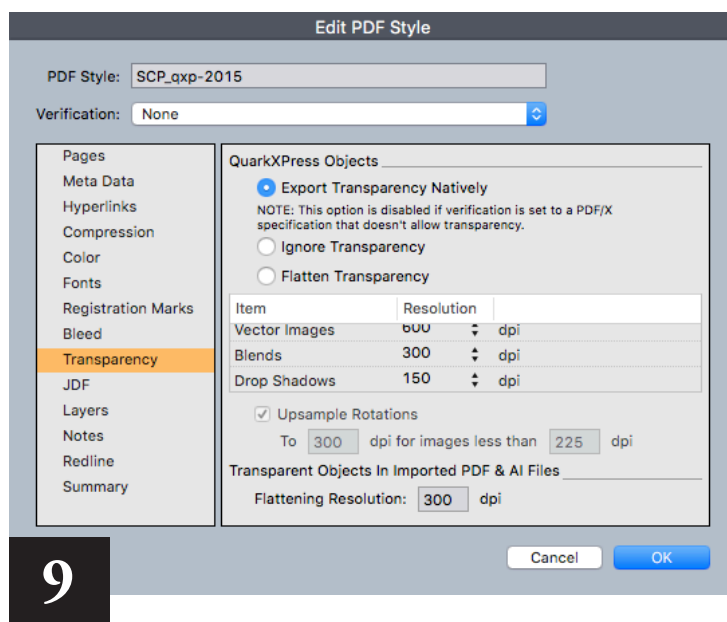 Edit PDF Style
PDF Style: SCP_qxp-2015
Verification: None
Pages
Meta Data
Hyperlinks
Compression
Color
Fonts
Registration Marks
Bleed
Transparency
JDF
Layers
Notes
Redline
Summary
QuarkXPress Objects
Export Transparency Natively
NOTE: This option is disabled if verification is set to a PDF/X
specification that doesn't allow transparency.
Ignore Transparency
Flatten Transparency
Item Resolution
Vector Images 600 dpi
Blends 300 dpi
Drop Shadows 150 dpi
Upsample Rotations
To 300 dpi for images less than 225 dpi
Transparent Objects In Imported PDF & AI Files
Flattening Resolution: 300 dpi
Cancel OK
9